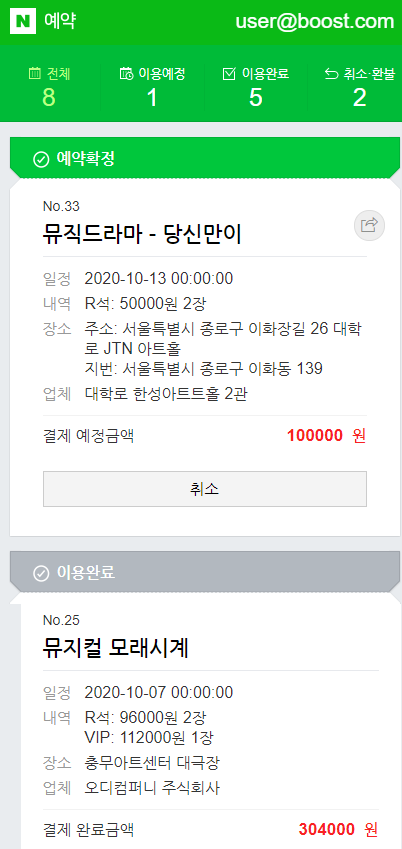 N 예약 user@boost.com
전체 이용예정 이용완료 취소·환불
8 1 5 2
예약확정
No.33
뮤직드라마 - 당신만이
일정 2020-10-13 00:00:00
내역 R석: 50000원 2장
장소 주소: 서울특별시 종로구 이화장길 26 대학
로 JTN 아트홀
지번: 서울특별시 종로구 이화동 139
업체 대학로 한성아트트홀 2관
결제 예정금액 100000 원
취소
이용완료
No.25
뮤지컬 모래시계
일정 2020-10-07 00:00:00
내역 R석: 96000원 2장
VIP: 112000원 1장
장소 충무아트센터 대극장
업체 오디컴퍼니 주식회사
결제 완료금액 304000 원